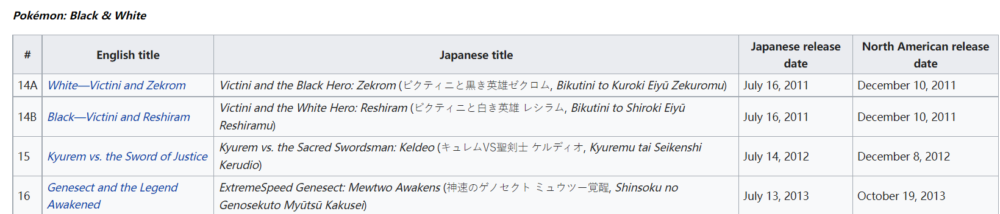 Pokémon: Black & White
# English title Japanese title Japanese release date North American release date
14A White—Victini and Zekrom Victini and the Black Hero: Zekrom (ビクティニと黒き英雄ゼクロム, Bikutini to Kuroki Eiyū Zekuromu) July 16, 2011 December 10, 2011
14B Black—Victini and Reshiram Victini and the White Hero: Reshiram (ビクティニと白き英雄 レシラム, Bikutini to Shiroki Eiyū
Reshiramu) July 16, 2011 December 10, 2011
15 Kyurem vs. the Sword of Justice Kyurem vs. the Sacred Swordsman: Keldeo (キュレムVS聖剣士 ケルディオ, Kyuremu tai Seikenshi
Kerudio) July 14, 2012 December 8, 2012
16 Genesect and the Legend
Awakened ExtremeSpeed Genesect: Mewtwo Awakens (神速のゲノセクト ミュウツー覚醒, Shinsoku no
Genosekuto Myūtsū Kakusei) July 13, 2013 October 19, 2013